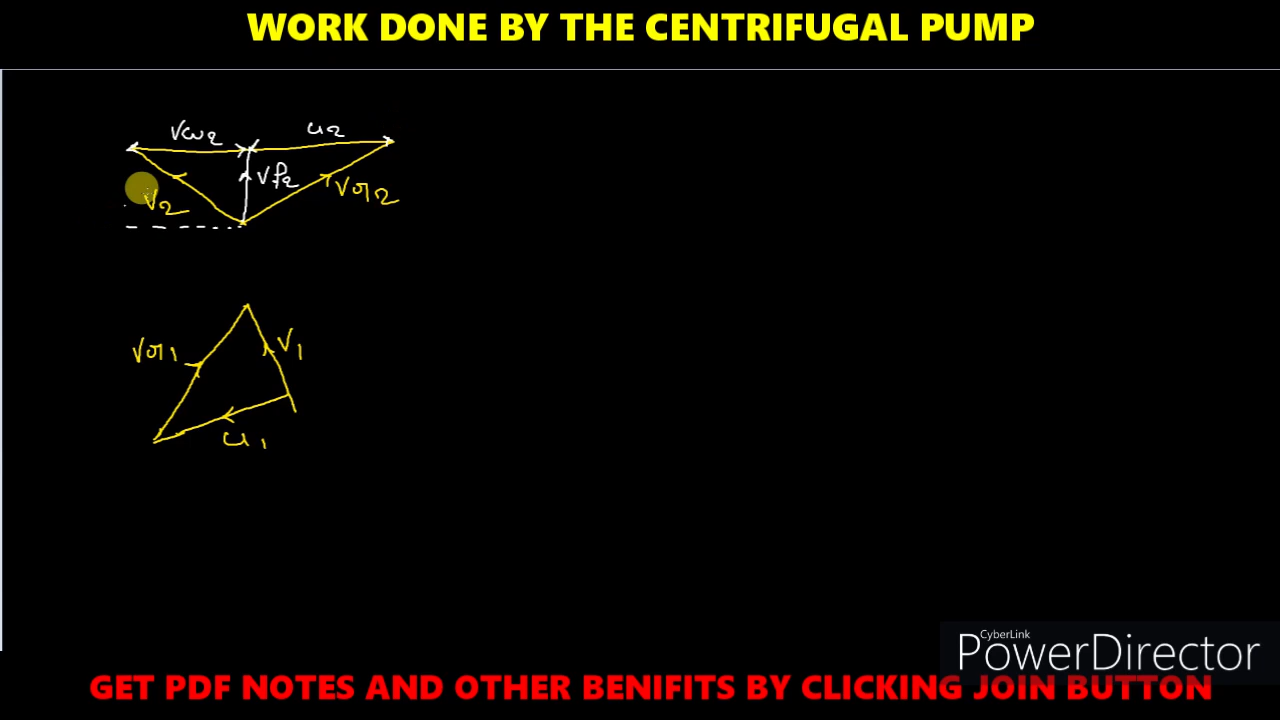 WORK DONE BY THE CENTRIFUGAL PUMP
Vw2
u2
Vf2
Vr2
V2
Vr1
V1
u1
CyberLink
PowerDirector
GET PDF NOTES AND OTHER BENIFITS BY CLICKING JOIN BUTTON